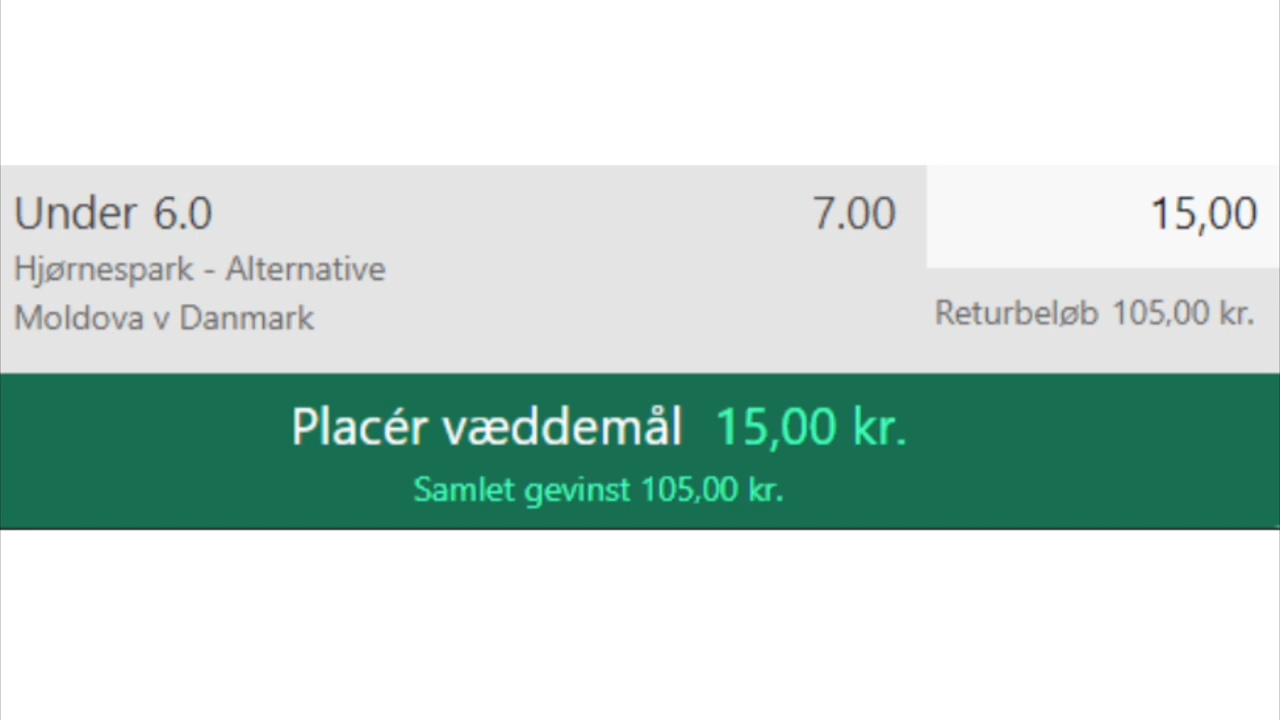 Under 6.0 7.00 15,00
Hjørnespark - Alternative
Moldova v Danmark
Returbeløb 105,00 kr.
Placér væddemål 15,00 kr.
Samlet gevinst 105,00 kr.